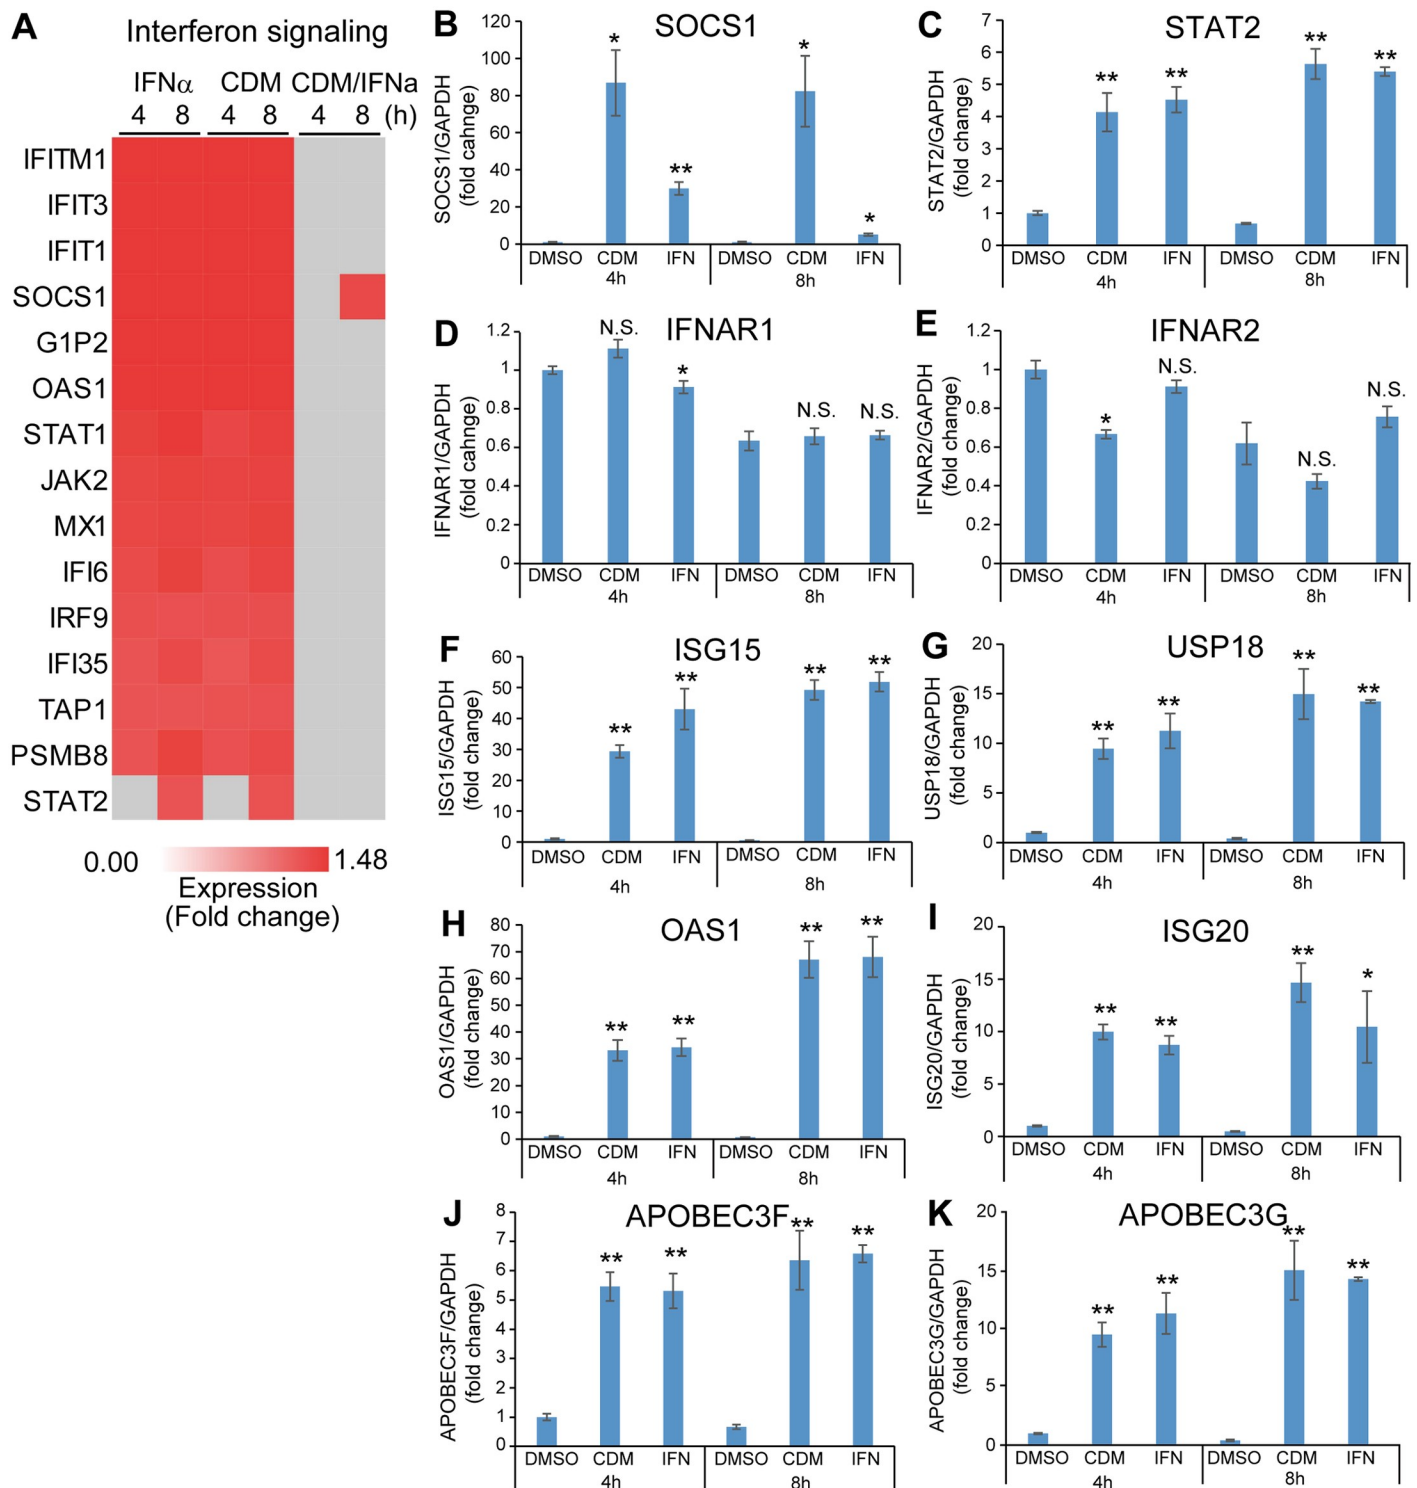 A
Interferon signaling
IFNα CDM CDM/IFNa
4 8 4 8 4 8 (h)
IFITM1
IFIT3
IFIT1
SOCS1
G1P2
OAS1
STAT1
JAK2
MX1
IFI6
IRF9
IFI35
TAP1
PSMB8
STAT2
0.00 1.48
Expression
(Fold change)
B
SOCS1
SOCS1/GAPDH
(fold cahnge)
120
100
80
60
40
20
0
* ** * *
DMSO CDM IFN DMSO CDM IFN
4h 8h
C
STAT2
STAT2/GAPDH
(fold change)
7
6
5
4
3
2
1
0
** ** ** **
DMSO CDM IFN DMSO CDM IFN
4h 8h
D
IFNAR1
IFNAR1/GAPDH
(fold cahnge)
1.2
1
0.8
0.6
0.4
0.2
0
N.S. * N.S. N.S.
DMSO CDM IFN DMSO CDM IFN
4h 8h
E
IFNAR2
IFNAR2/GAPDH
(fold change)
1.2
1
0.8
0.6
0.4
0.2
0
* N.S. N.S. N.S.
DMSO CDM IFN DMSO CDM IFN
4h 8h
F
ISG15
ISG15/GAPDH
(fold change)
60
50
40
30
20
10
0
** ** ** **
DMSO CDM IFN DMSO CDM IFN
4h 8h
G
USP18
USP18/GAPDH
(fold change)
20
15
10
5
0
** ** ** **
DMSO CDM IFN DMSO CDM IFN
4h 8h
H
OAS1
OAS1/GAPDH
(fold change)
80
70
60
50
40
30
20
10
0
** ** ** **
DMSO CDM IFN DMSO CDM IFN
4h 8h
I
ISG20
ISG20/GAPDH
(fold change)
20
15
10
5
0
** ** ** *
DMSO CDM IFN DMSO CDM IFN
4h 8h
J
APOBEC3F
APOBEC3F/GAPDH
(fold change)
8
7
6
5
4
3
2
1
0
** ** ** **
DMSO CDM IFN DMSO CDM IFN
4h 8h
K
APOBEC3G
APOBEC3G/GAPDH
(fold change)
20
15
10
5
0
** ** ** **
DMSO CDM IFN DMSO CDM IFN
4h 8h